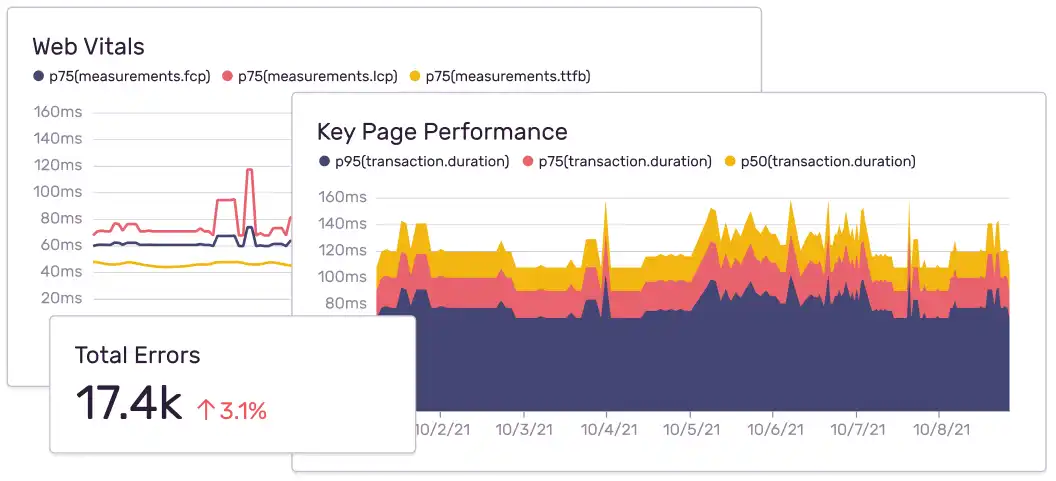 Web Vitals
p75(measurements.fcp) p75(measurements.lcp) p75(measurements.ttfb)
160ms
140ms
120ms
100ms
80ms
60ms
40ms
20ms
Key Page Performance
p95(transaction.duration) p75(transaction.duration) p50(transaction.duration)
160ms
140ms
120ms
100ms
80ms
10/2/21 10/3/21 10/4/21 10/5/21 10/6/21 10/7/21 10/8/21
Total Errors
17.4k ↑3.1%